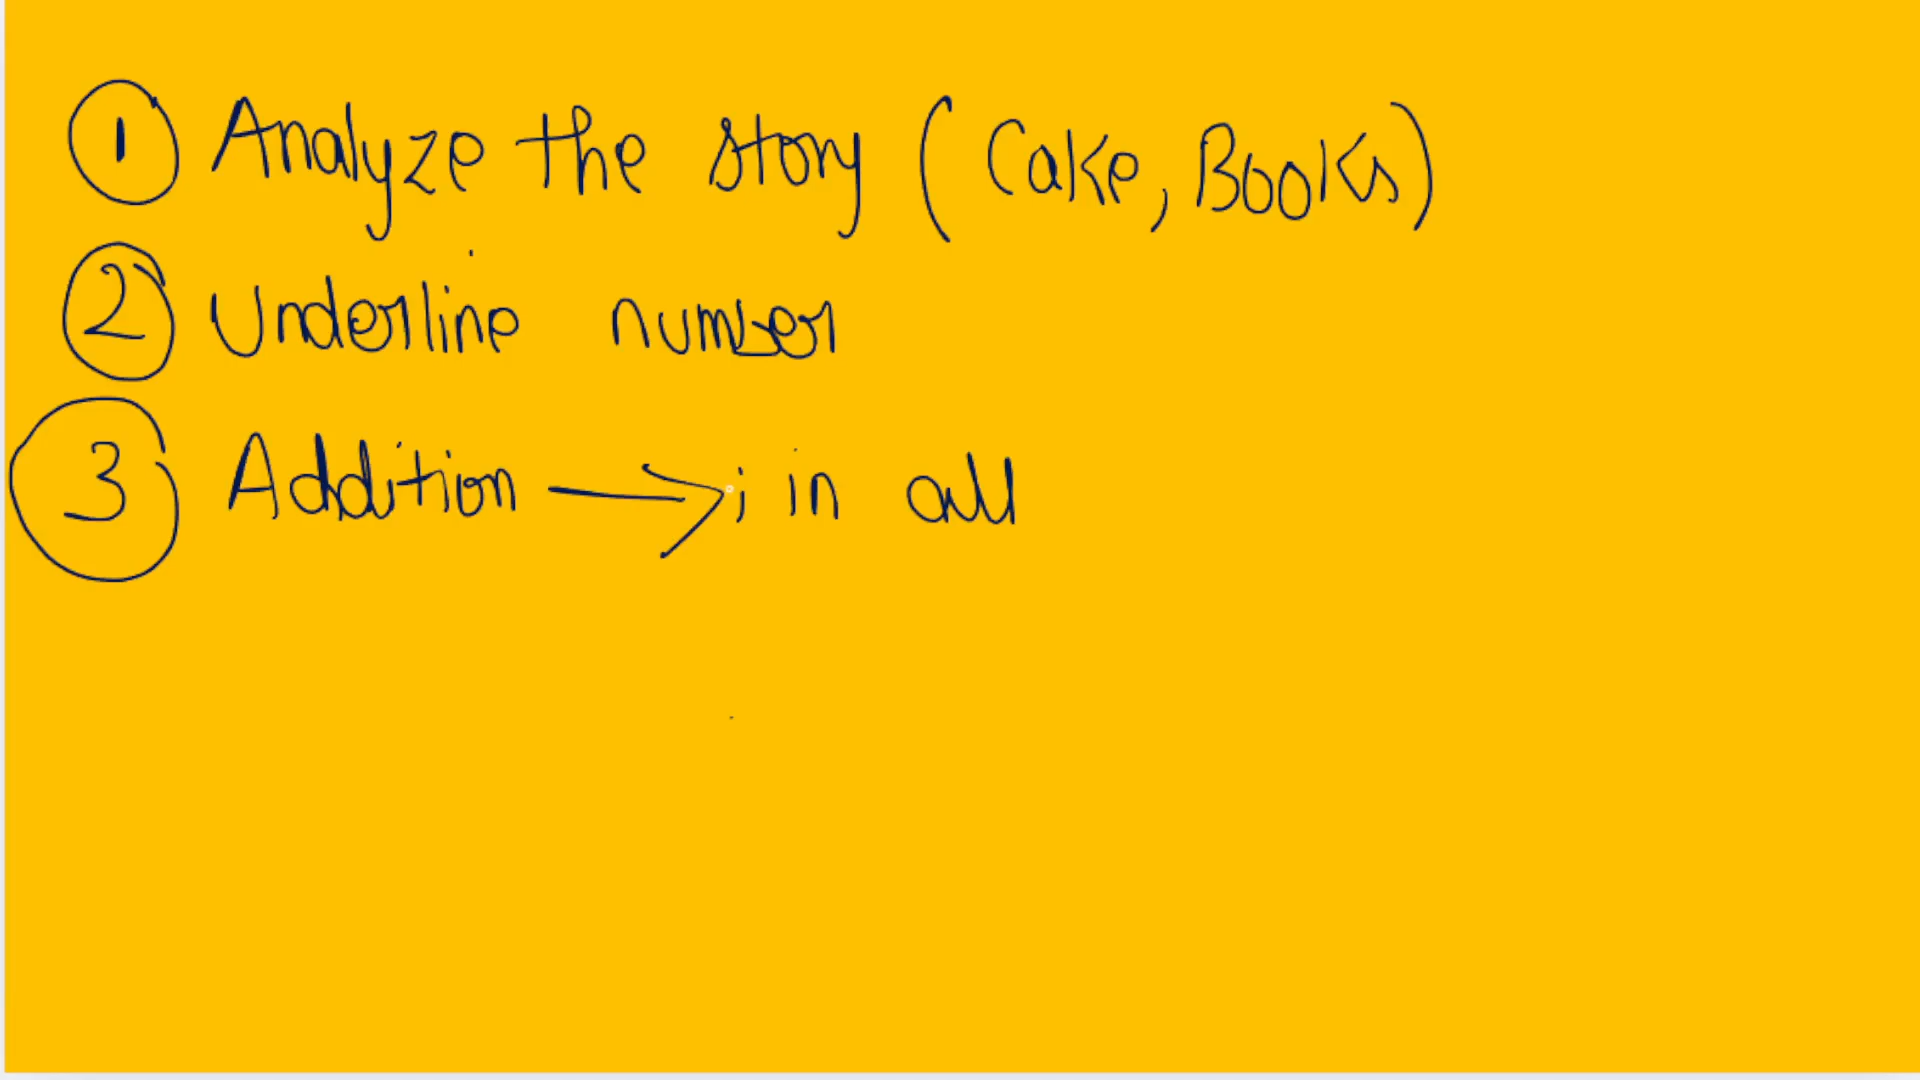 1 Analyze the story ( Cake, Books)
2 Underline number
3 Addition → ; in all